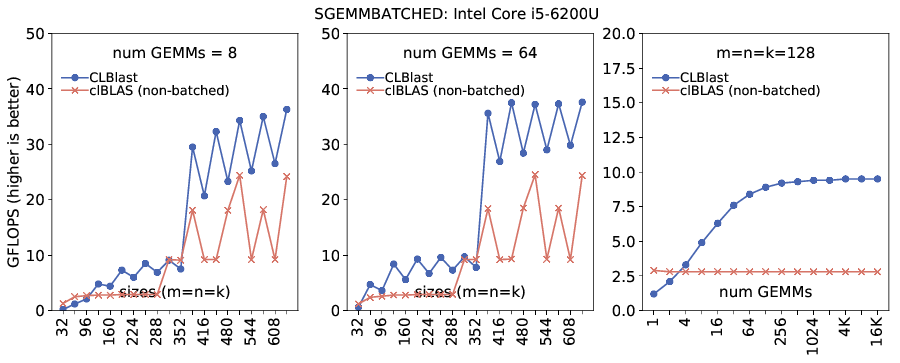 SGEMMBATCHED: Intel Core i5-6200U
GFLOPS (higher is better)
50
40
30
20
10
0
num GEMMs = 8
CLBlast
clBLAS (non-batched)
sizes (m=n=k)
32
96
160
224
288
352
416
480
544
608
50
40
30
20
10
0
num GEMMs = 64
CLBlast
clBLAS (non-batched)
sizes (m=n=k)
32
96
160
224
288
352
416
480
544
608
20.0
17.5
15.0
12.5
10.0
7.5
5.0
2.5
0.0
m=n=k=128
CLBlast
clBLAS (non-batched)
num GEMMs
1
4
16
64
256
1024
4K
16K